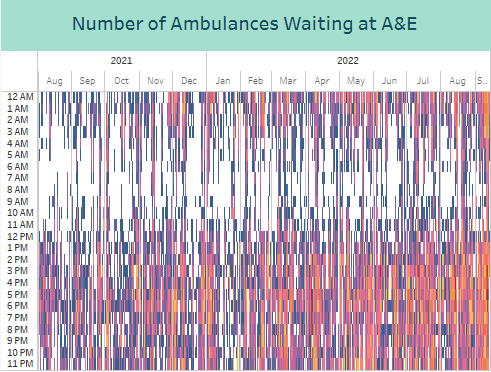 Number of Ambulances Waiting at A&E
2021 2022
Aug Sep Oct Nov Dec Jan Feb Mar Apr May Jun Jul Aug S..
12 AM
1 AM
2 AM
3 AM
4 AM
5 AM
6 AM
7 AM
8 AM
9 AM
10 AM
11 AM
12 PM
1 PM
2 PM
3 PM
4 PM
5 PM
6 PM
7 PM
8 PM
9 PM
10 PM
11 PM